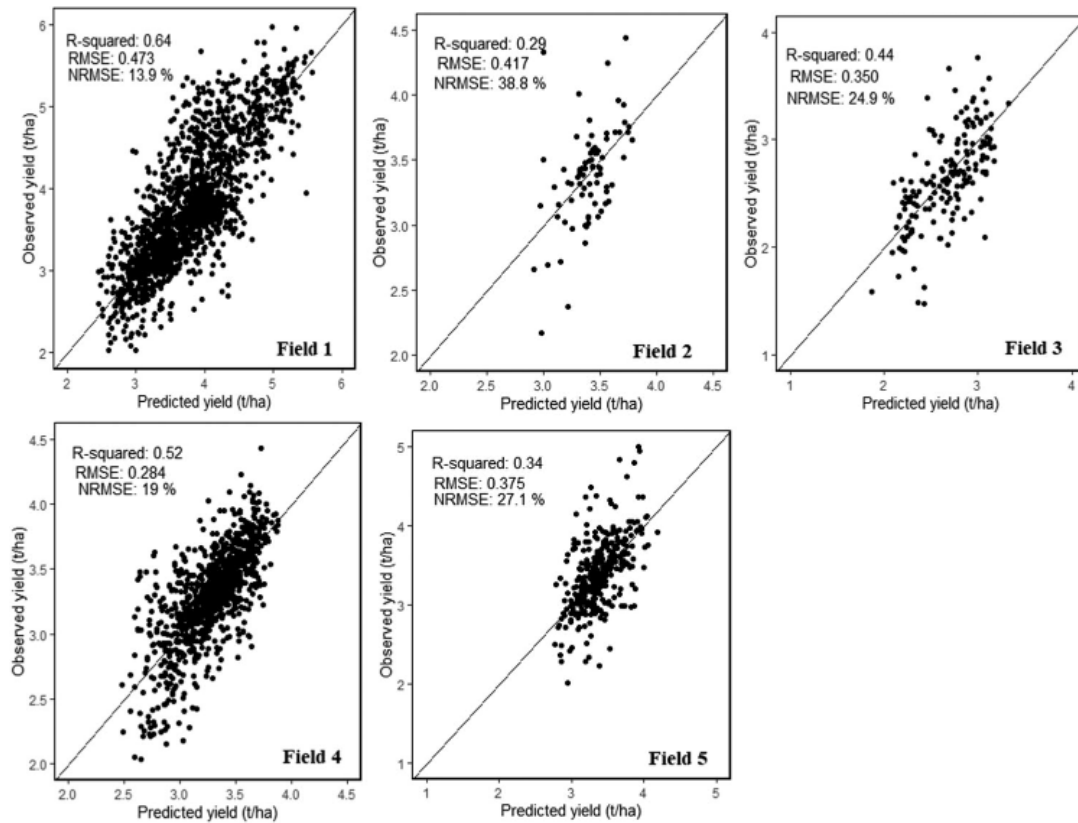 R-squared: 0.64
RMSE: 0.473
NRMSE: 13.9 %
Observed yield (t/ha)
6
5
4
3
2
2 3 4 5 6
Predicted yield (t/ha)
Field 1
R-squared: 0.29
RMSE: 0.417
NRMSE: 38.8 %
Observed yield (t/ha)
4.5
4.0
3.5
3.0
2.5
2.0
2.0 2.5 3.0 3.5 4.0 4.5
Predicted yield (t/ha)
Field 2
R-squared: 0.44
RMSE: 0.350
NRMSE: 24.9 %
Observed yield (t/ha)
4
3
2
1
1 2 3 4
Predicted yield (t/ha)
Field 3
R-squared: 0.52
RMSE: 0.284
NRMSE: 19 %
Observed yield (t/ha)
4.5
4.0
3.5
3.0
2.5
2.0
2.0 2.5 3.0 3.5 4.0 4.5
Predicted yield (t/ha)
Field 4
R-squared: 0.34
RMSE: 0.375
NRMSE: 27.1 %
Observed yield (t/ha)
5
4
3
2
1
1 2 3 4 5
Predicted yield (t/ha)
Field 5